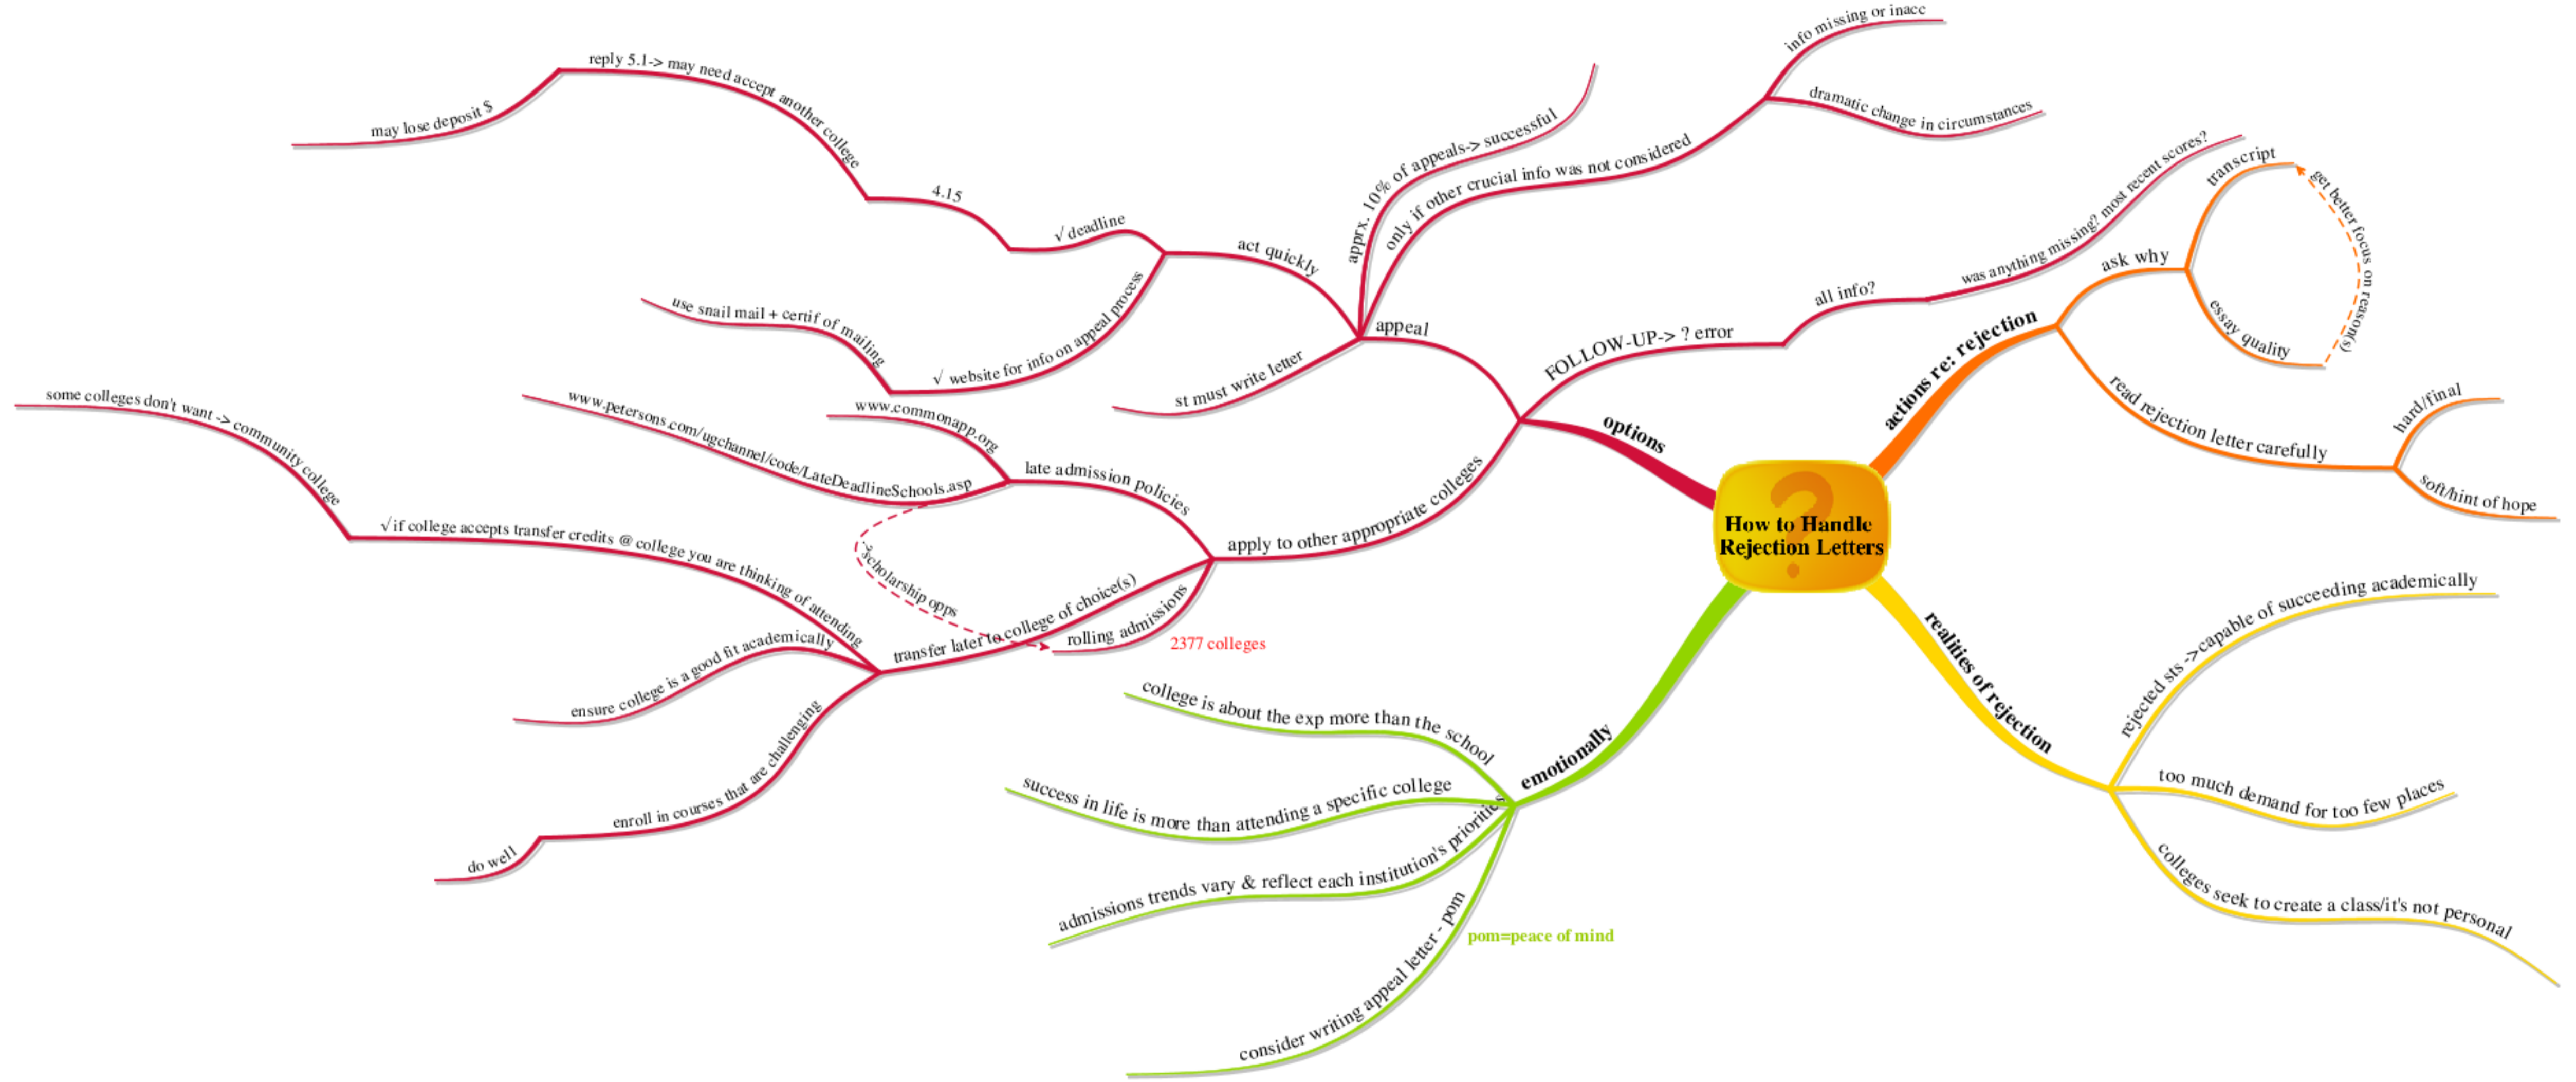 How to Handle
Rejection Letters
actions re: rejection
ask why
transcript
essay quality
get better focus on reason(s)
read rejection letter carefully
hard/final
soft/hint of hope
realities of rejection
rejected sts ->capable of succeeding academically
too much demand for too few places
colleges seek to create a class/it's not personal
emotionally
college is about the exp more than the school
success in life is more than attending a specific college
admissions trends vary & reflect each institution's priorities
consider writing appeal letter - pom
pom=peace of mind
options
FOLLOW-UP-> ? error
all info?
was anything missing? most recent scores?
appeal
only if other crucial info was not considered
info missing or inacc
dramatic change in circumstances
apprx. 10% of appeals-> successful
act quickly
√ deadline
4.15
reply 5.1-> may need accept another college
may lose deposit $
√ website for info on appeal process
use snail mail + certif of mailing
st must write letter
apply to other appropriate colleges
late admission policies
www.commonapp.org
www.petersons.com/ugchannel/code/LateDeadlineSchools.asp
scholarship opps
rolling admissions
2377 colleges
transfer later to college of choice(s)
√ if college accepts transfer credits @ college you are thinking of attending
some colleges don't want -> community college
ensure college is a good fit academically
enroll in courses that are challenging
do well